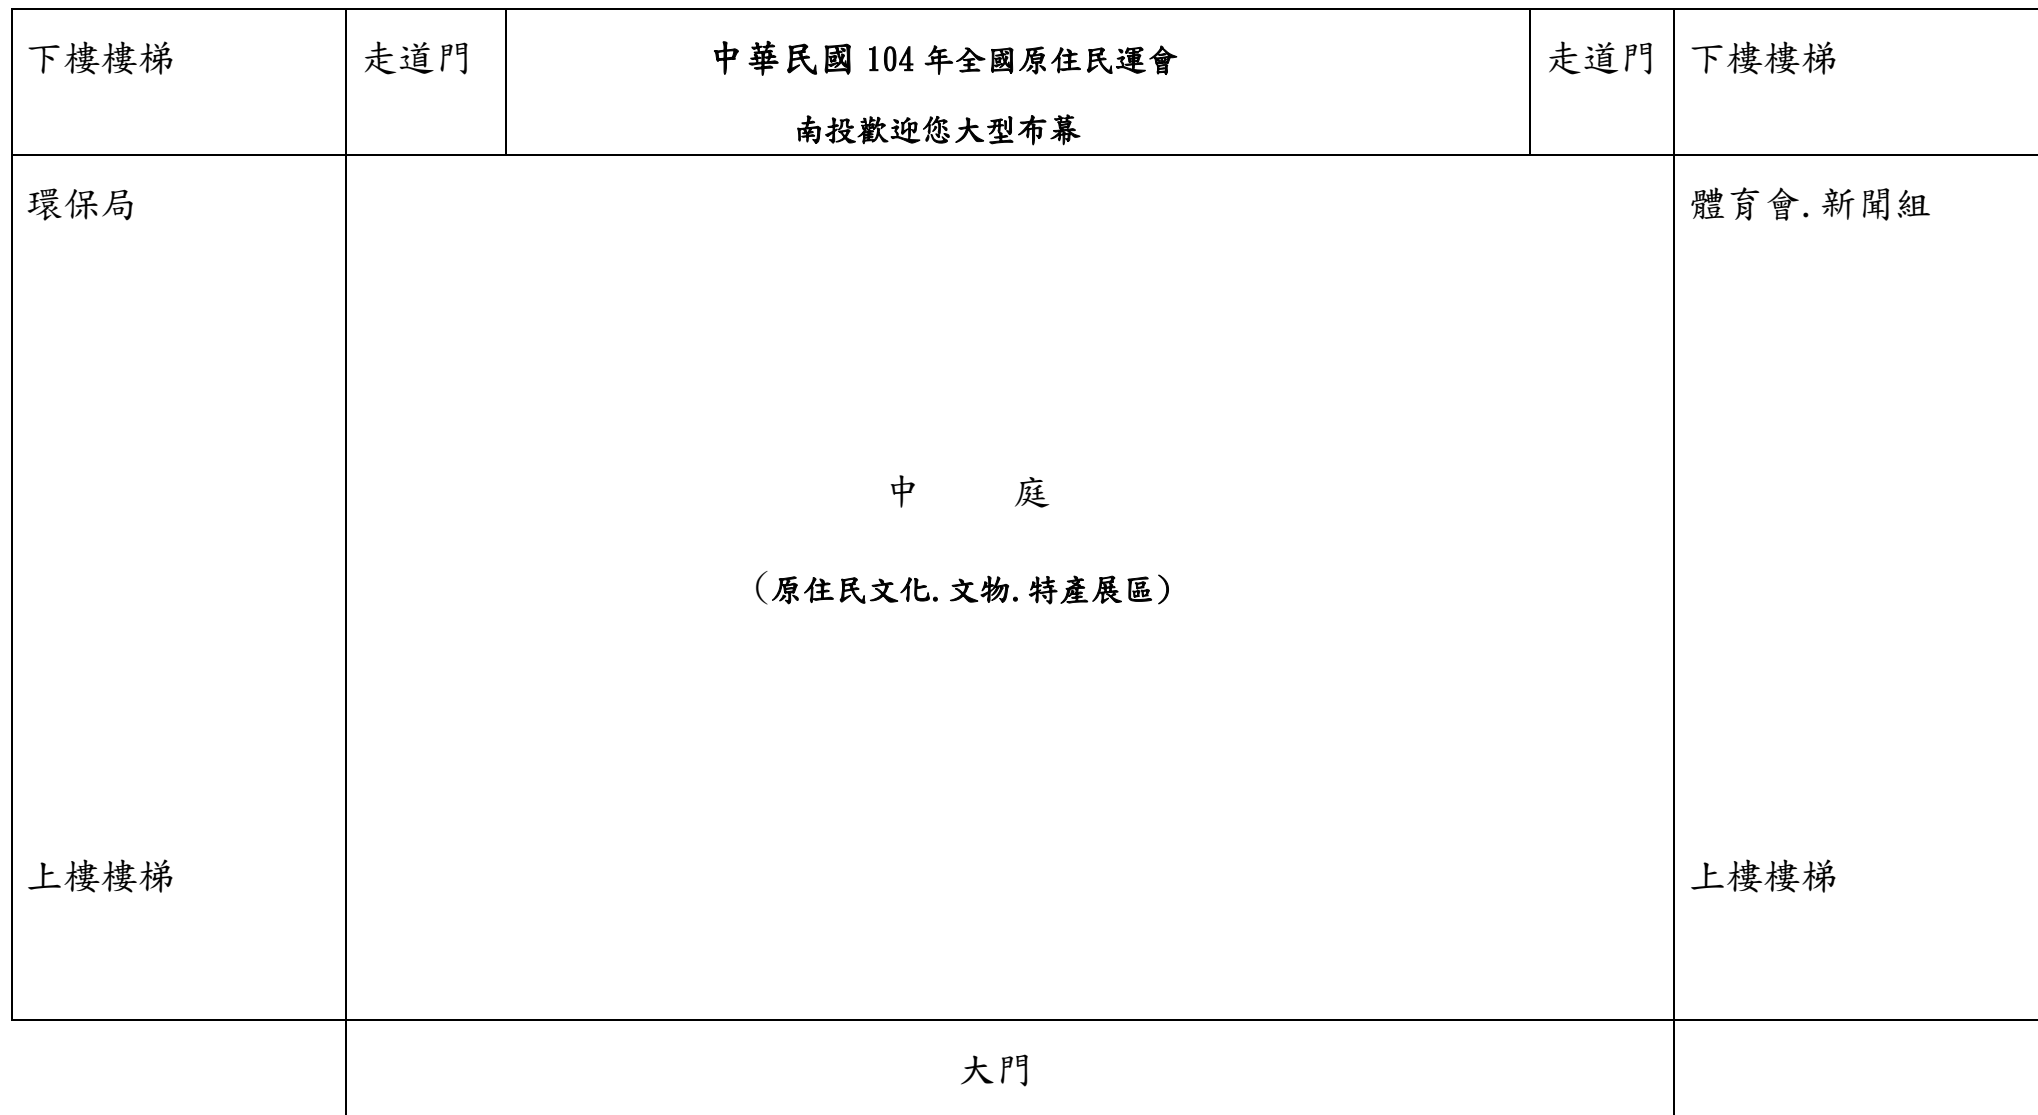 下樓樓梯 走道門 中華民國 104 年全國原住民運會 走道門 下樓樓梯
南投歡迎您大型布幕
環保局 體育會.新聞組
中 庭
(原住民文化.文物.特產展區)
上樓樓梯 上樓樓梯
大門